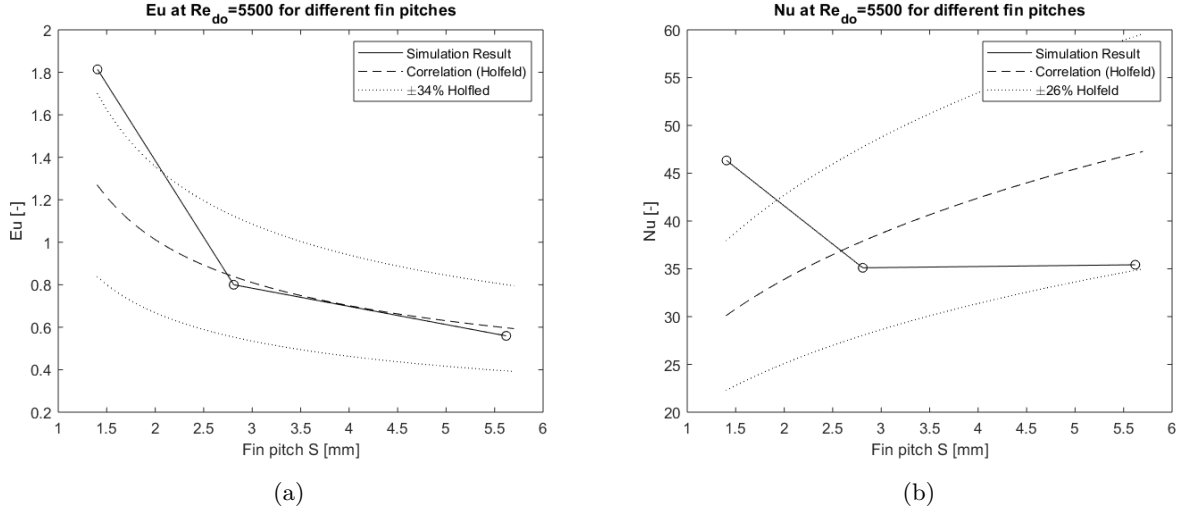 Eu at Re_do=5500 for different fin pitches
Simulation Result
Correlation (Holfeld)
±34% Holfled
Eu [-]
2
1.8
1.6
1.4
1.2
1
0.8
0.6
0.4
0.2
1 1.5 2 2.5 3 3.5 4 4.5 5 5.5 6
Fin pitch S [mm]
(a)
Nu at Re_do=5500 for different fin pitches
Simulation Result
Correlation (Holfeld)
±26% Holfeld
Nu [-]
60
55
50
45
40
35
30
25
20
1 1.5 2 2.5 3 3.5 4 4.5 5 5.5 6
Fin pitch S [mm]
(b)